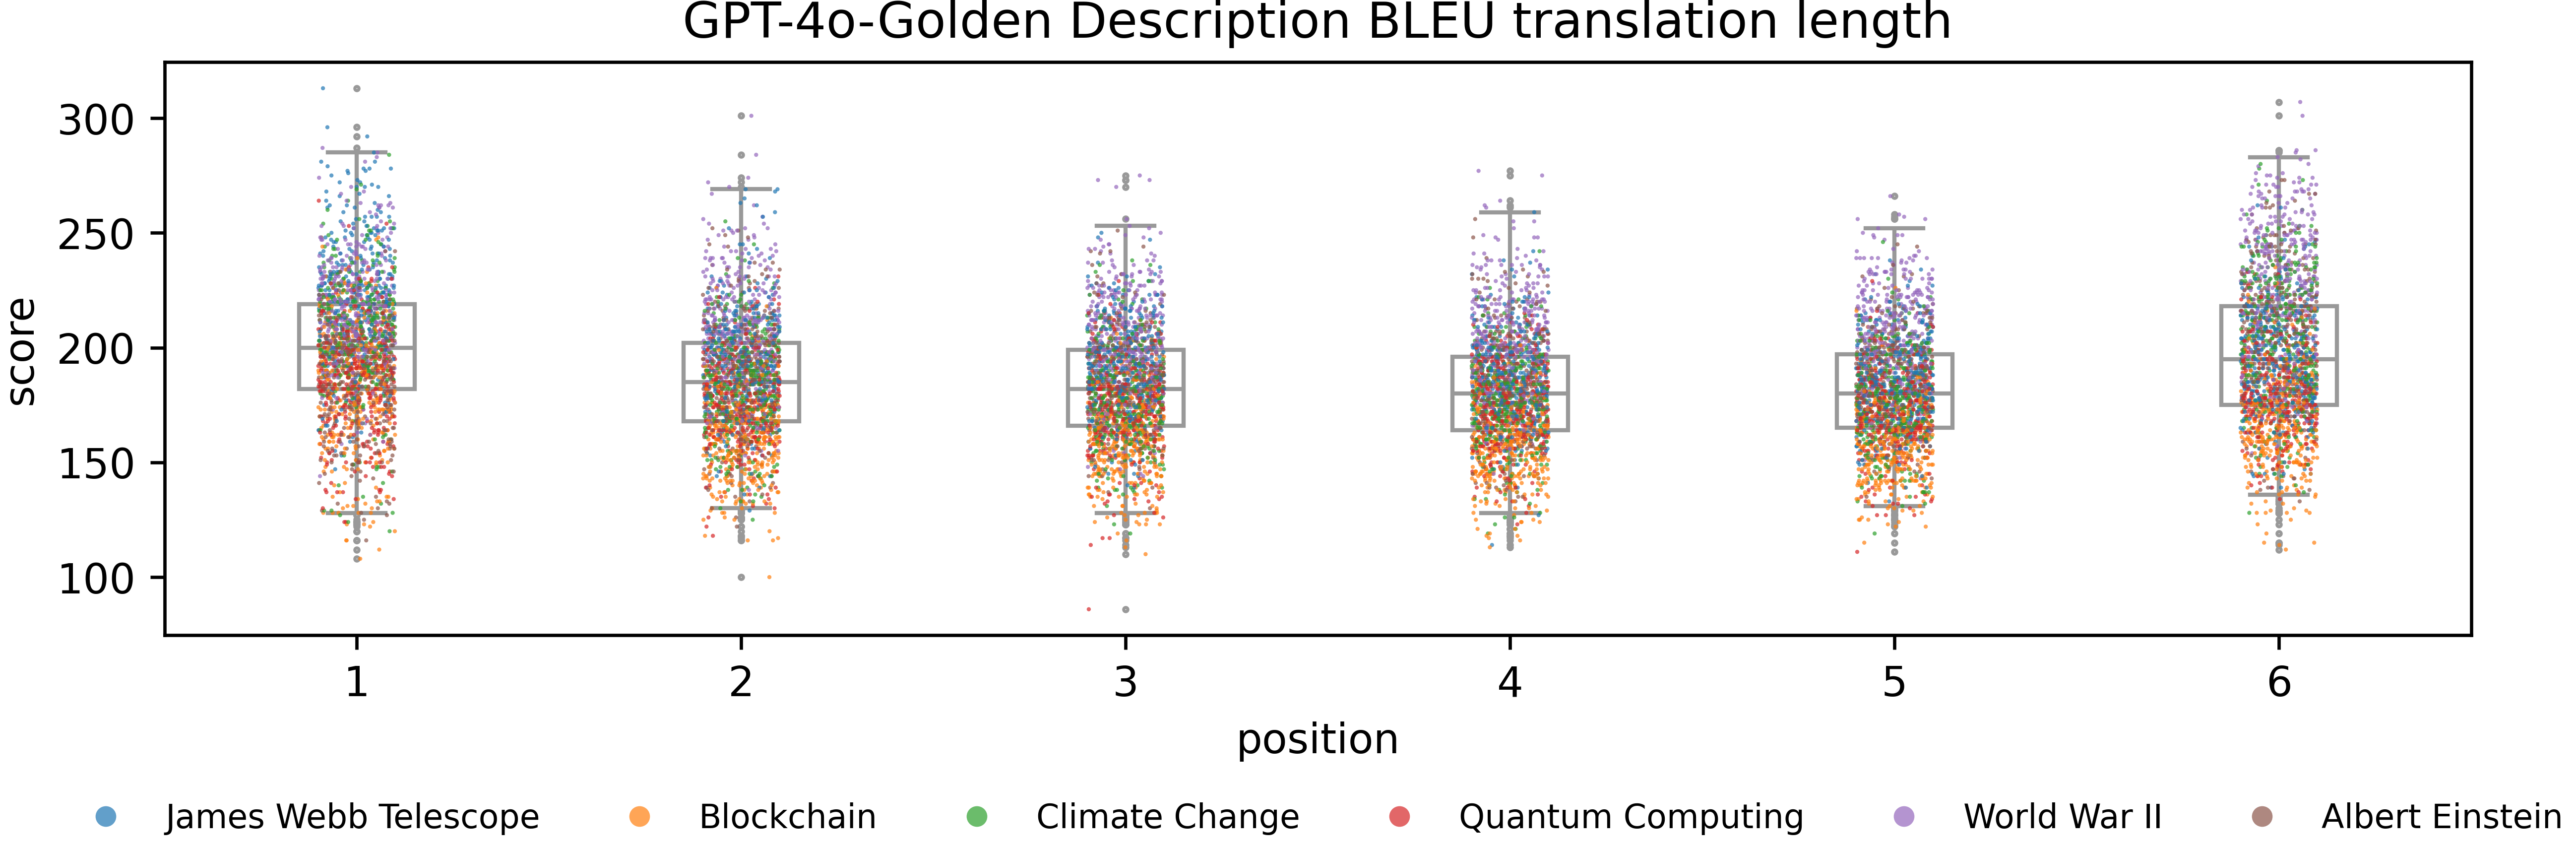 GPT-4o-Golden Description BLEU translation length
score
300
250
200
150
100
1 2 3 4 5 6
position
James Webb Telescope Blockchain Climate Change Quantum Computing World War II Albert Einstein